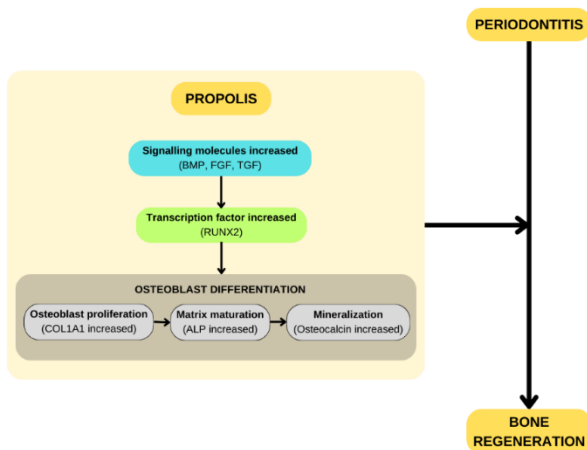 PERIODONTITIS
PROPOLIS
Signalling molecules increased
(BMP, FGF, TGF)
Transcription factor increased
(RUNX2)
OSTEOBLAST DIFFERENTIATION
Osteoblast proliferation
(COL1A1 increased)
Matrix maturation
(ALP increased)
Mineralization
(Osteocalcin increased)
BONE
REGENERATION